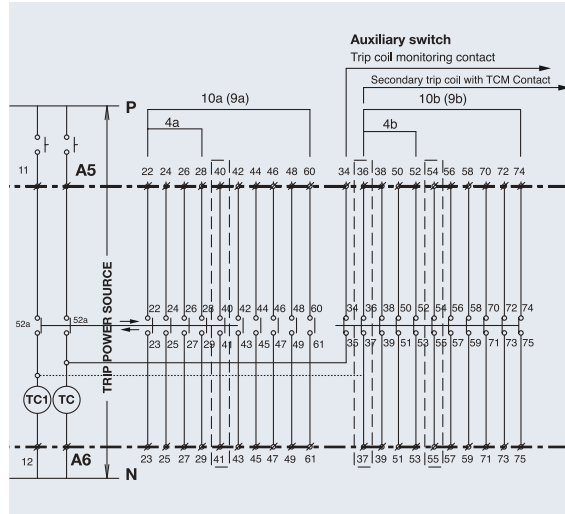 Auxiliary switch
Trip coil monitoring contact
Secondary trip coil with TCM Contact
P
10a (9a)
10b (9b)
4a
4b
11
A5
22 24 26 28 40 42 44 46 48 60
34 36 38 50 52 54 56 58 70 72 74
TRIP POWER SOURCE
52a
52a
22 24 26 28 40 42 44 46 48 60
34 36 38 50 52 54 56 58 70 72 74
23 25 27 29 41 43 45 47 49 61
35 37 39 51 53 55 57 59 71 73 75
TC1
TC
12
A6
N
23 25 27 29 41 43 45 47 49 61
37 39 51 53 55 57 59 71 73 75